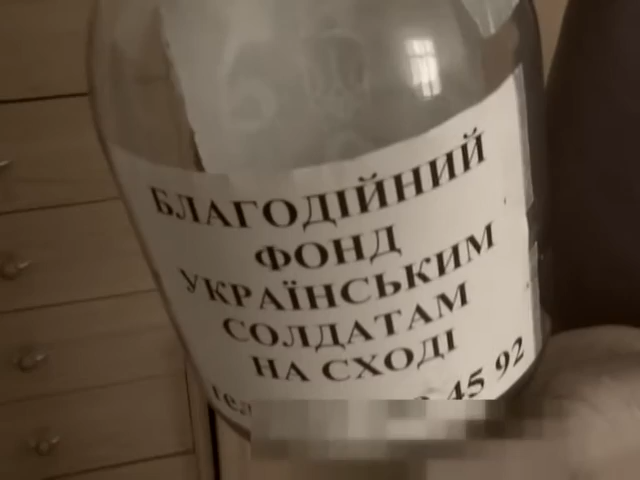 БЛАГОДІЙНИЙ
ФОНД
УКРАЇНСЬКИМ
СОЛДАТАМ
НА СХОДІ
45 92